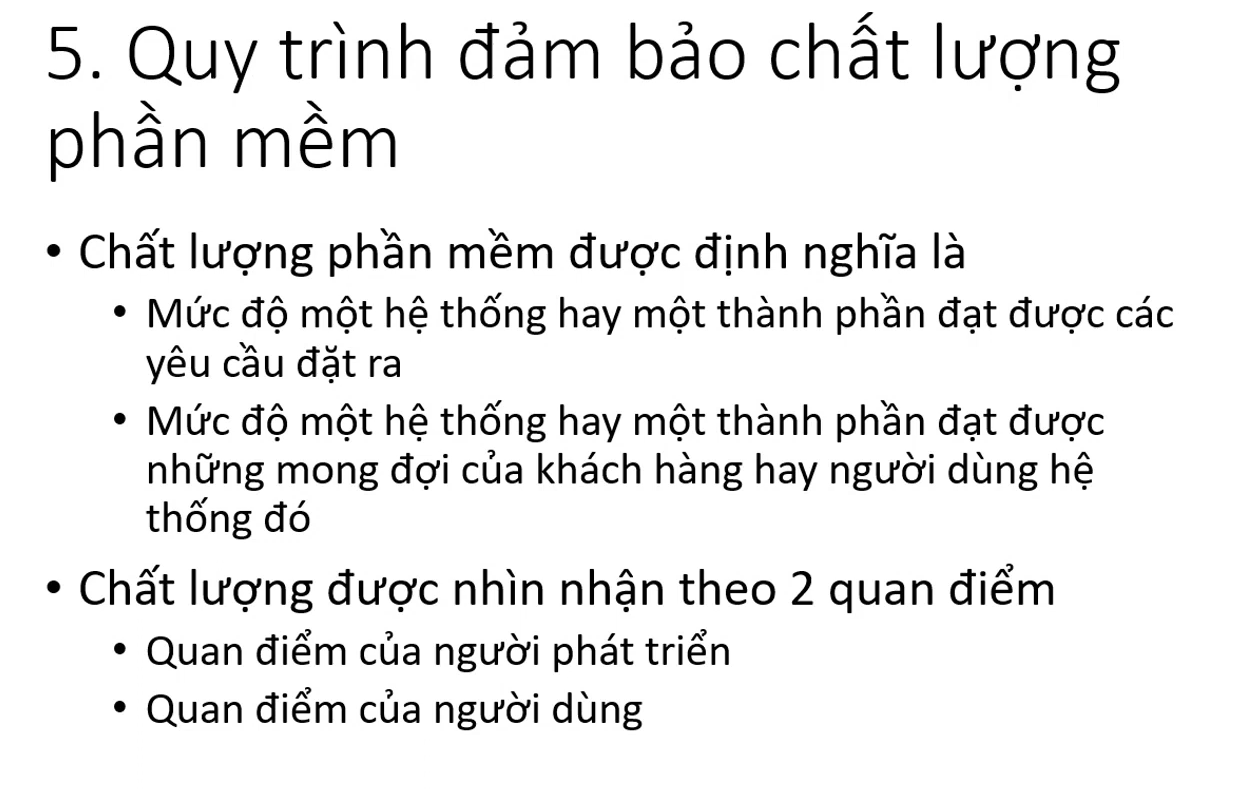 5. Quy trình đảm bảo chất lượng
phần mềm
• Chất lượng phần mềm được định nghĩa là
• Mức độ một hệ thống hay một thành phần đạt được các
yêu cầu đặt ra
• Mức độ một hệ thống hay một thành phần đạt được
những mong đợi của khách hàng hay người dùng hệ
thống đó
• Chất lượng được nhìn nhận theo 2 quan điểm
• Quan điểm của người phát triển
• Quan điểm của người dùng